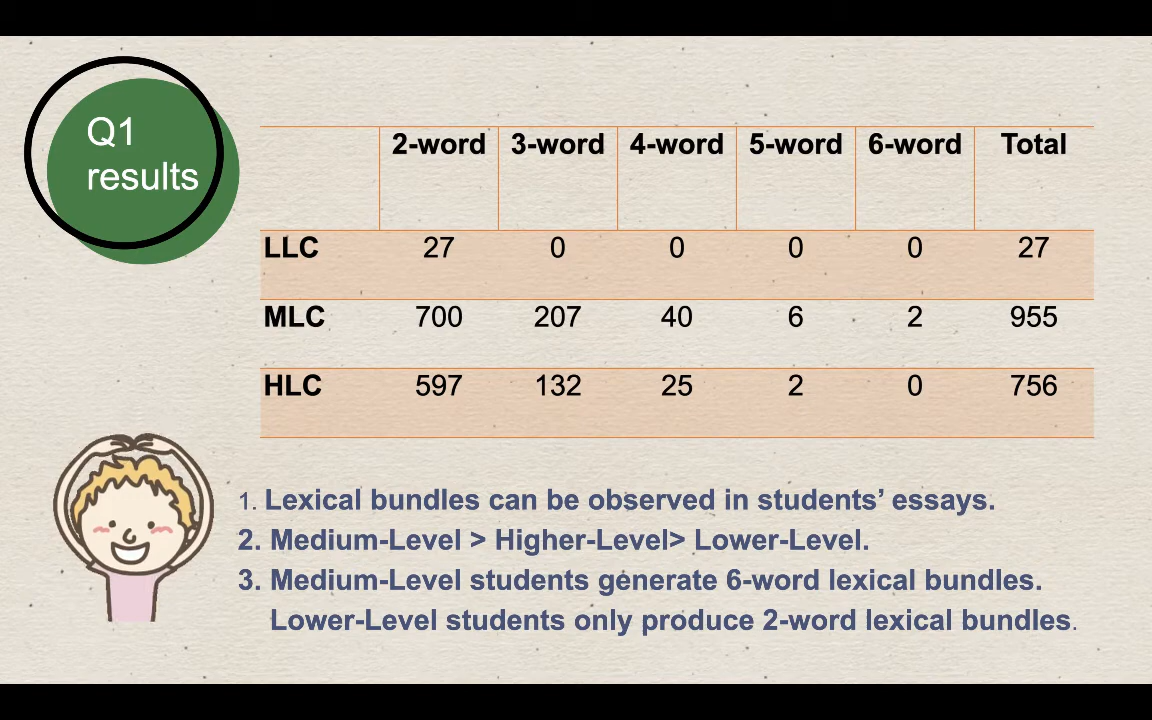 Q1
results
2-word 3-word 4-word 5-word 6-word Total
LLC 27 0 0 0 0 27
MLC 700 207 40 6 2 955
HLC 597 132 25 2 0 756
1. Lexical bundles can be observed in students’ essays.
2. Medium-Level > Higher-Level> Lower-Level.
3. Medium-Level students generate 6-word lexical bundles.
Lower-Level students only produce 2-word lexical bundles.